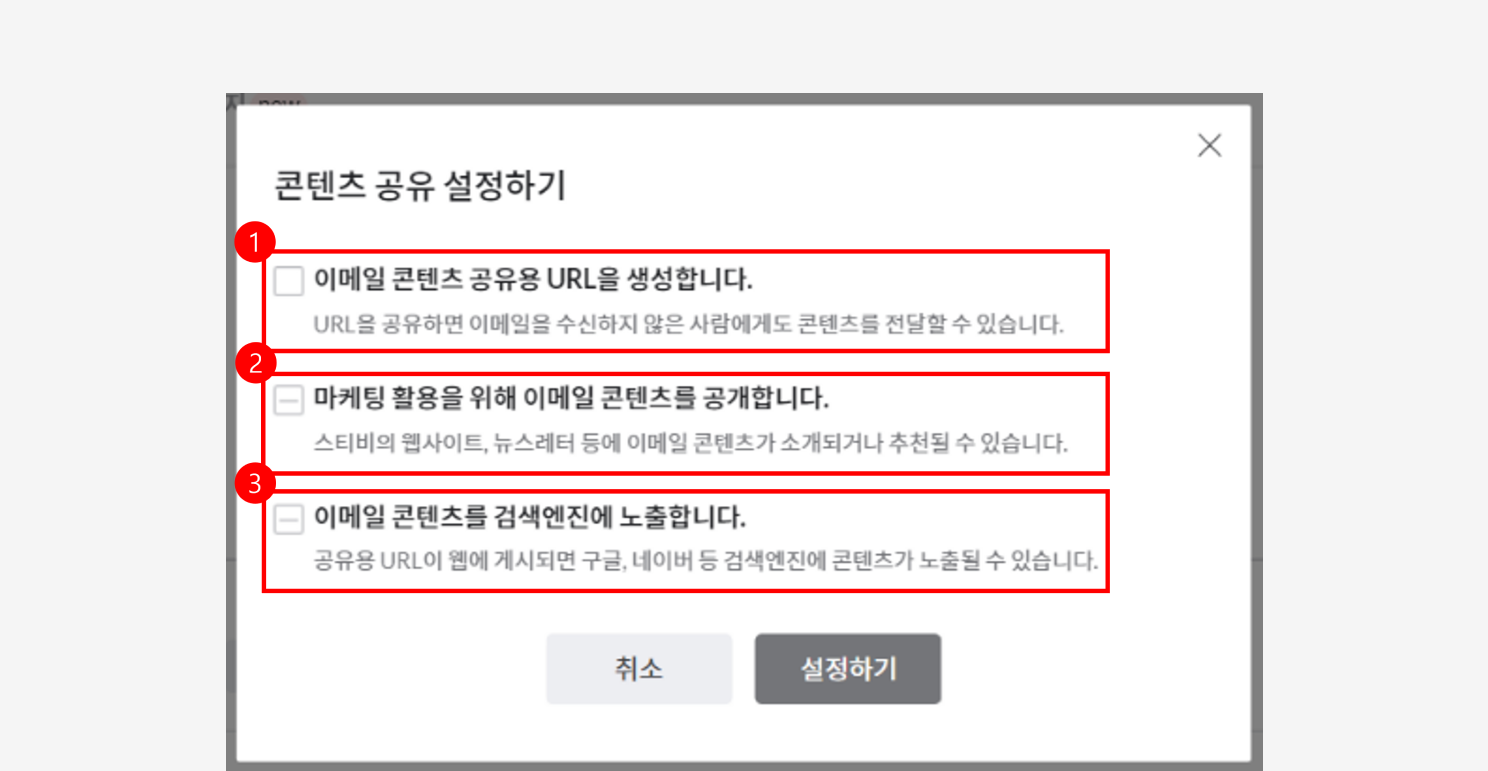 지 new
콘텐츠 공유 설정하기
1
이메일 콘텐츠 공유용 URL을 생성합니다.
URL을 공유하면 이메일을 수신하지 않은 사람에게도 콘텐츠를 전달할 수 있습니다.
2
마케팅 활용을 위해 이메일 콘텐츠를 공개합니다.
스티비의 웹사이트, 뉴스레터 등에 이메일 콘텐츠가 소개되거나 추천될 수 있습니다.
3
이메일 콘텐츠를 검색엔진에 노출합니다.
공유용 URL이 웹에 게시되면 구글, 네이버 등 검색엔진에 콘텐츠가 노출될 수 있습니다.
취소 설정하기